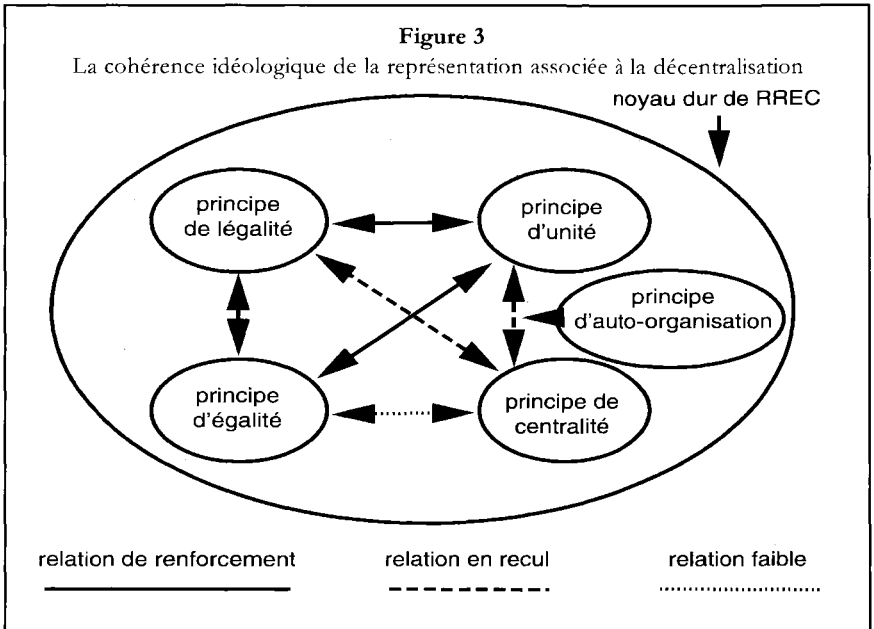 Figure 3
La cohérence idéologique de la représentation associée à la décentralisation
noyau dur de RREC
principe
de légalité
principe
d'unité
principe
d'auto-organisation
principe
d'égalité
principe de
centralité
relation de renforcement
relation en recul
relation faible